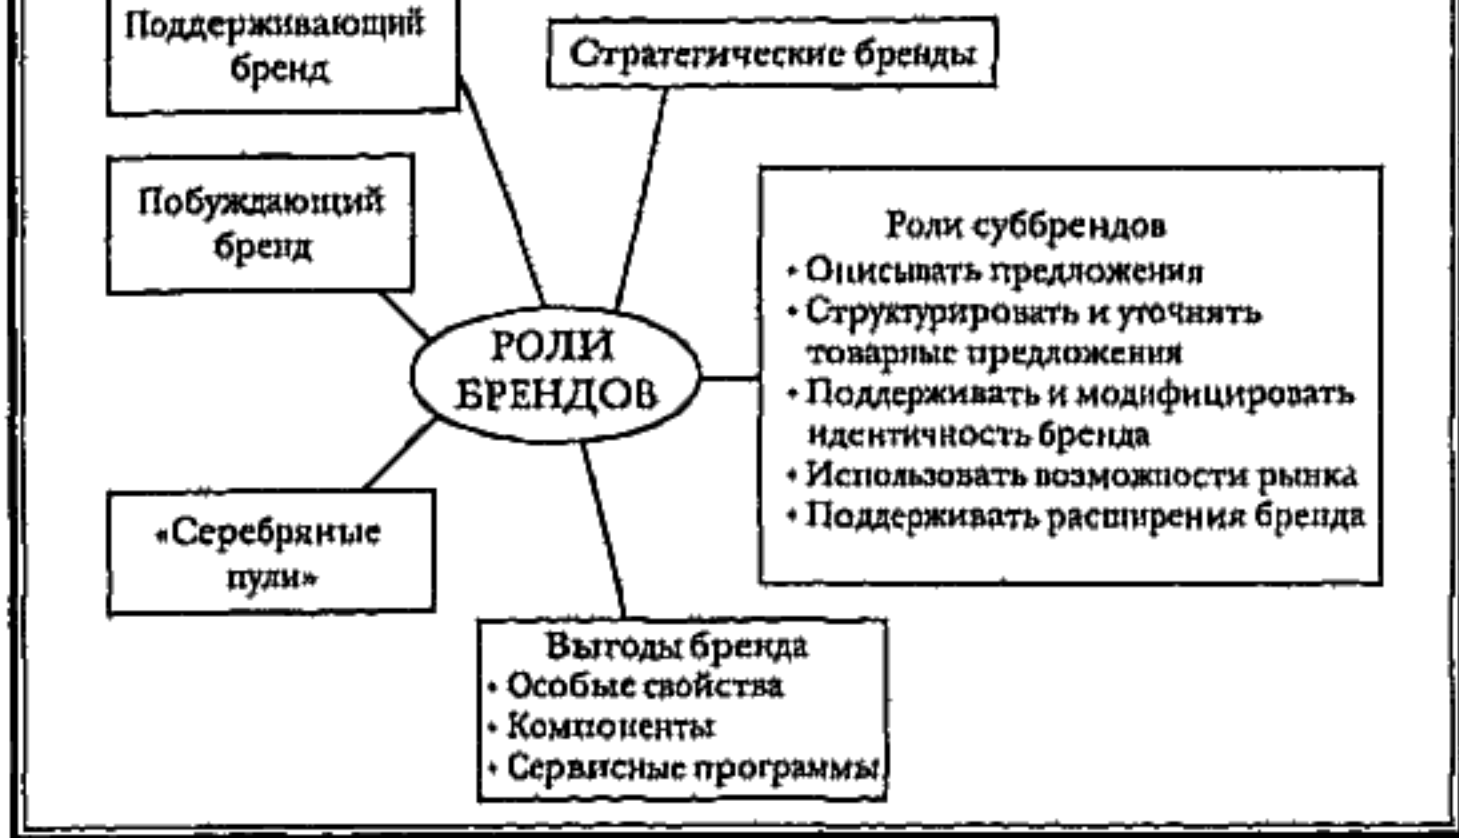 Поддерживающий
бренд
Стратегические бренды
Побуждающий
бренд
Роли суббрендов
• Описывать предложения
• Структурировать и уточнять
товарные предложения
• Поддерживать и модифицировать
идентичность бренда
• Использовать возможности рынка
• Поддерживать расширения бренда
РОЛИ
БРЕНДОВ
«Серебряные
пули»
Выгоды бренда
• Особые свойства
• Компоненты
• Сервисные программы